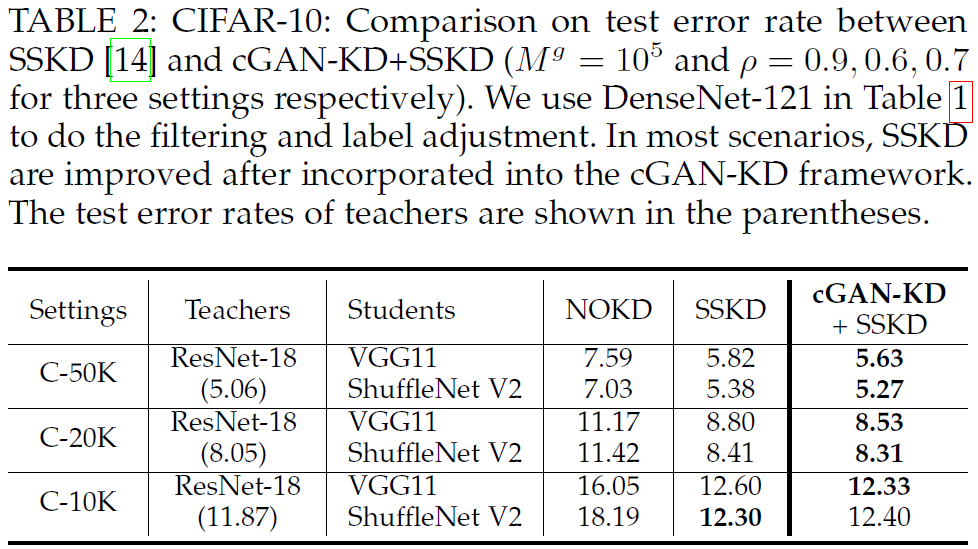 TABLE 2: CIFAR-10: Comparison on test error rate between
SSKD [14] and cGAN-KD+SSKD (M^g = 10^5 and ρ = 0.9, 0.6, 0.7
for three settings respectively). We use DenseNet-121 in Table 1
to do the filtering and label adjustment. In most scenarios, SSKD
are improved after incorporated into the cGAN-KD framework.
The test error rates of teachers are shown in the parentheses.
Settings Teachers Students NOKD SSKD cGAN-KD + SSKD
C-50K ResNet-18 (5.06) VGG11 7.59 5.82 5.63
ShuffleNet V2 7.03 5.38 5.27
C-20K ResNet-18 (8.05) VGG11 11.17 8.80 8.53
ShuffleNet V2 11.42 8.41 8.31
C-10K ResNet-18 (11.87) VGG11 16.05 12.60 12.33
ShuffleNet V2 18.19 12.30 12.40